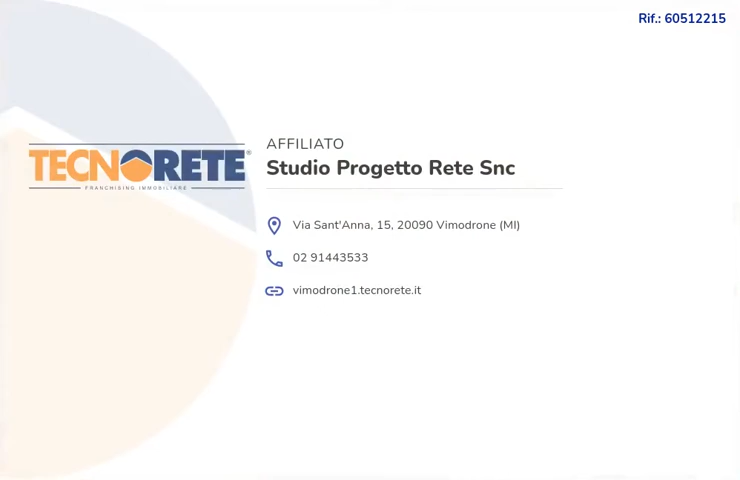 Rif.: 60512215
AFFILIATO
TECNORETE®
Studio Progetto Rete Snc
FRANCHISING IMMOBILIARE
Via Sant'Anna, 15, 20090 Vimodrone (MI)
02 91443533
vimodrone1.tecnorete.it